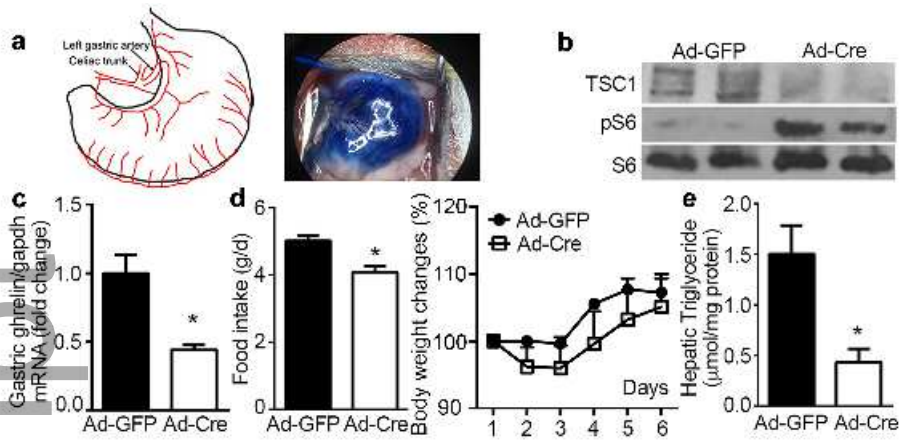 a
Left gastric artery
Celiac trunk
b
Ad-GFP Ad-Cre
TSC1
pS6
S6
c
Gastric ghrelin/gapdh
mRNA (fold change)
1.5
1.0
0.5
0.0
Ad-GFP Ad-Cre
*
d
Food intake (g/d)
6
4
2
0
Ad-GFP Ad-Cre
*
Body weight changes (%)
120
110
100
90
Ad-GFP
Ad-Cre
Days
1 2 3 4 5 6
e
Hepatic Triglyceride
(μmol/mg protein)
2.0
1.5
1.0
0.5
0.0
Ad-GFP Ad-Cre
*